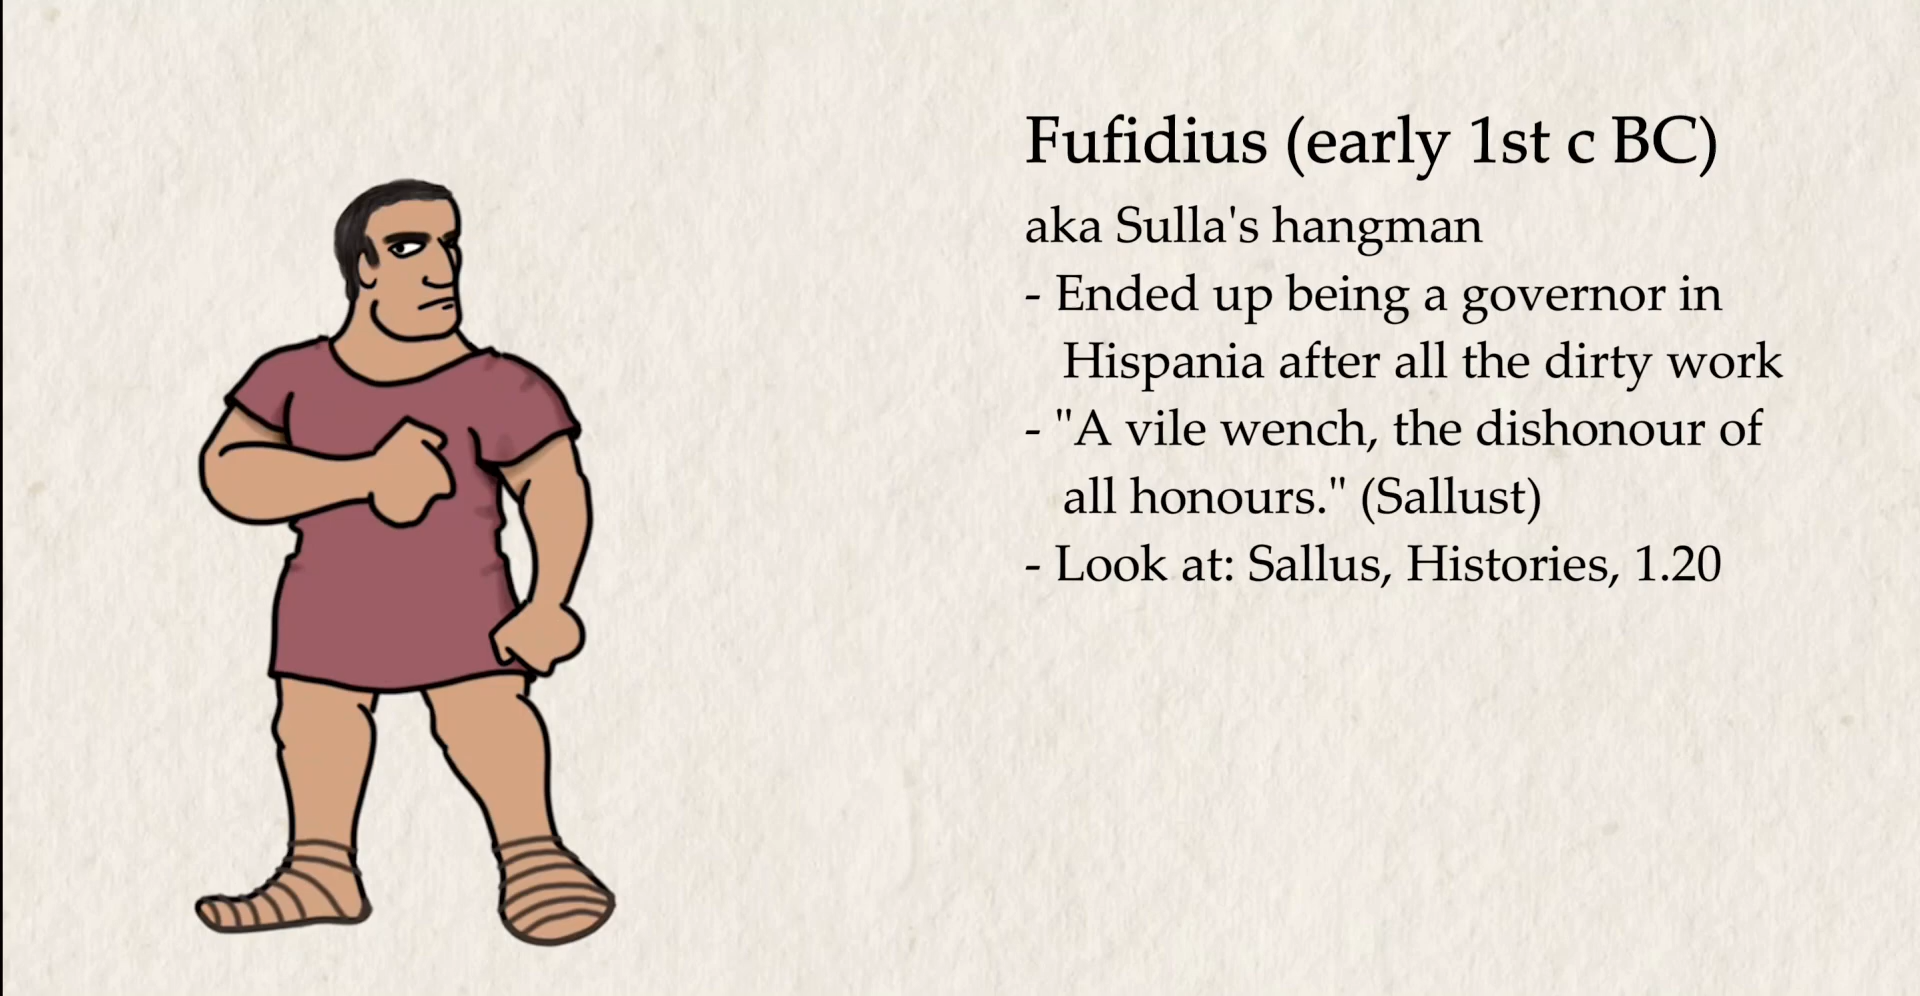 Fufidius (early 1st c BC)
aka Sulla's hangman
- Ended up being a governor in
Hispania after all the dirty work
- "A vile wench, the dishonour of
all honours." (Sallust)
- Look at: Sallus, Histories, 1.20